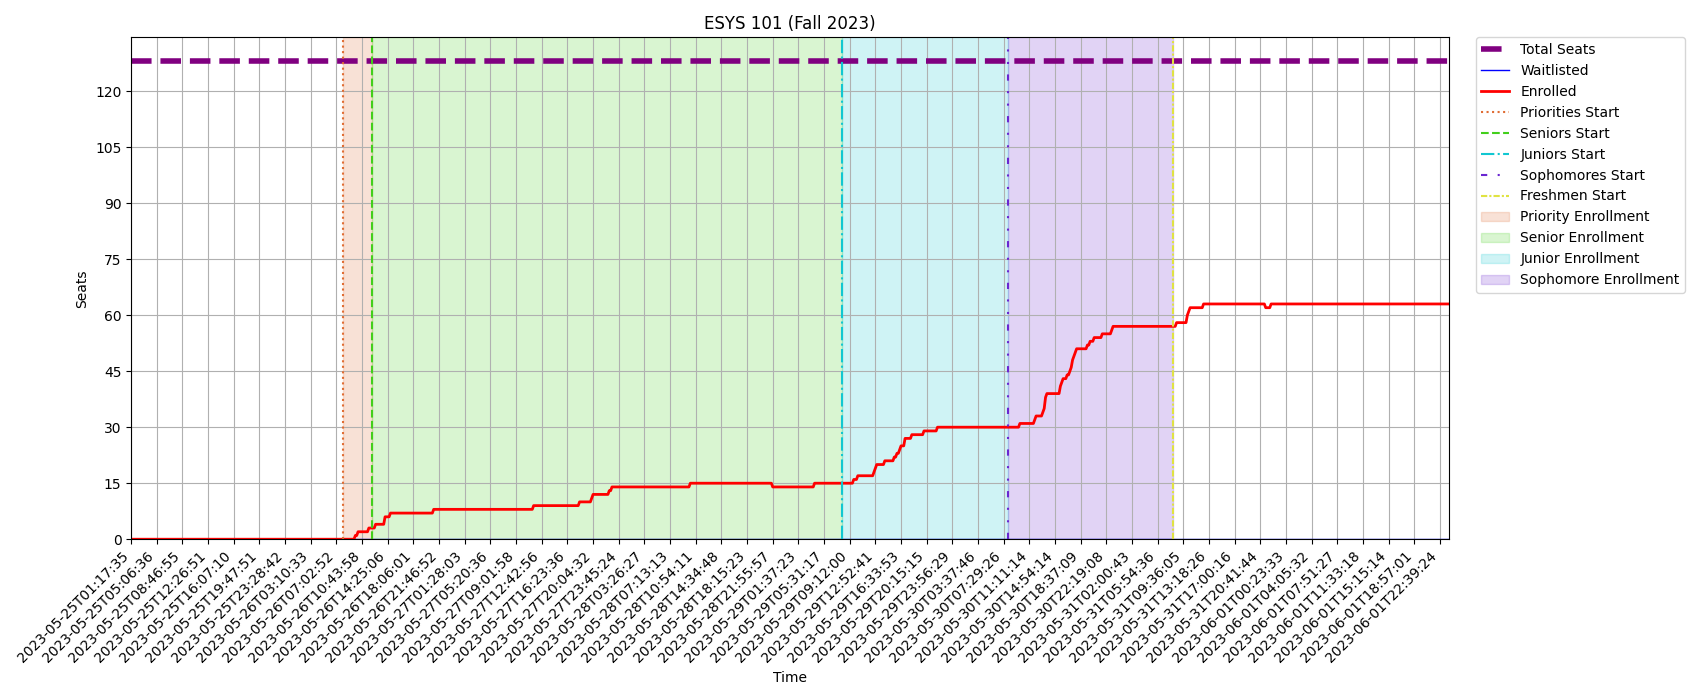 ESYS 101 (Fall 2023)
Seats
120
105
90
75
60
45
30
15
0
2023-05-25T01:17:35
2023-05-25T05:06:36
2023-05-25T08:46:55
2023-05-25T12:26:51
2023-05-25T16:07:10
2023-05-25T19:47:51
2023-05-25T23:28:42
2023-05-26T03:10:33
2023-05-26T07:02:52
2023-05-26T10:43:58
2023-05-26T14:25:06
2023-05-26T18:06:01
2023-05-26T21:46:52
2023-05-27T01:28:03
2023-05-27T05:20:36
2023-05-27T09:01:58
2023-05-27T12:42:56
2023-05-27T16:23:36
2023-05-27T20:04:32
2023-05-27T23:45:24
2023-05-28T03:26:27
2023-05-28T07:13:13
2023-05-28T10:54:11
2023-05-28T14:34:48
2023-05-28T18:15:23
2023-05-28T21:55:57
2023-05-29T01:37:23
2023-05-29T05:31:17
2023-05-29T09:12:00
2023-05-29T12:52:41
2023-05-29T16:33:53
2023-05-29T20:15:15
2023-05-29T23:56:29
2023-05-30T03:37:46
2023-05-30T07:29:26
2023-05-30T11:11:14
2023-05-30T14:54:14
2023-05-30T18:37:09
2023-05-30T22:19:08
2023-05-31T02:00:43
2023-05-31T05:54:36
2023-05-31T09:36:05
2023-05-31T13:18:26
2023-05-31T17:00:16
2023-05-31T20:41:44
2023-06-01T00:23:33
2023-06-01T04:05:32
2023-06-01T07:51:27
2023-06-01T11:33:18
2023-06-01T15:15:14
2023-06-01T18:57:01
2023-06-01T22:39:24
Time
Total Seats
Waitlisted
Enrolled
Priorities Start
Seniors Start
Juniors Start
Sophomores Start
Freshmen Start
Priority Enrollment
Senior Enrollment
Junior Enrollment
Sophomore Enrollment